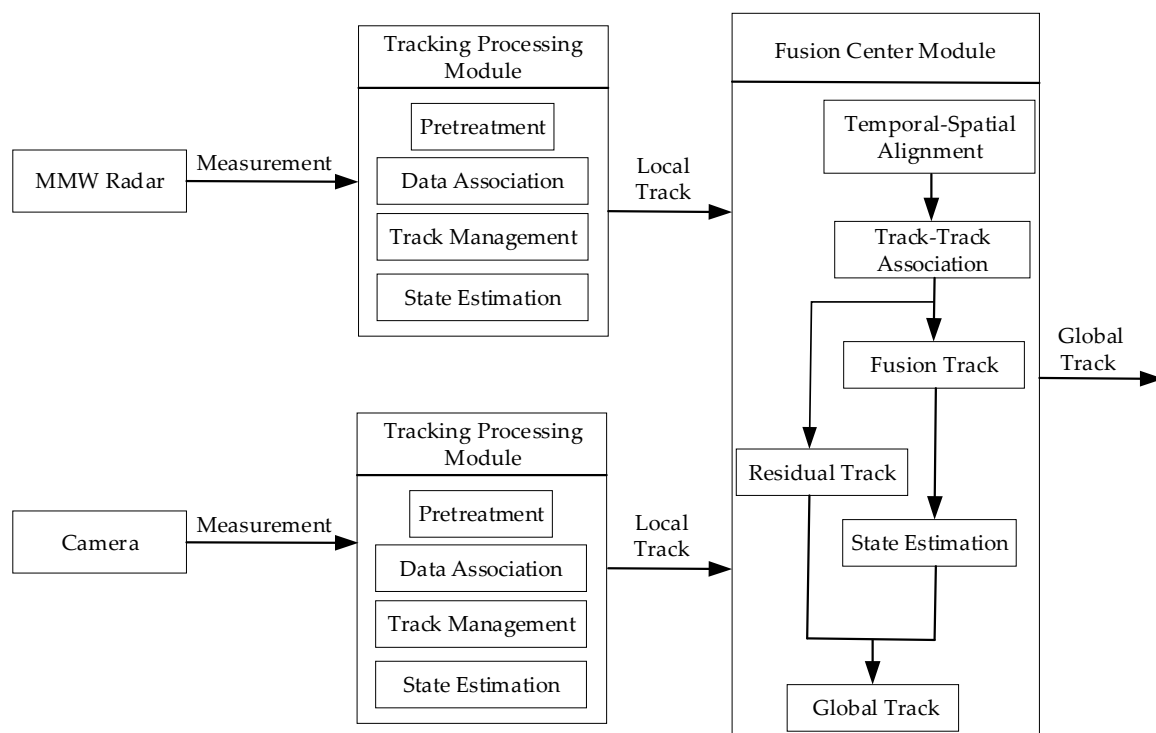 MMW Radar
Measurement
Tracking Processing
Module
Pretreatment
Data Association
Track Management
State Estimation
Local
Track
Camera
Measurement
Tracking Processing
Module
Pretreatment
Data Association
Track Management
State Estimation
Local
Track
Fusion Center Module
Temporal-Spatial
Alignment
Track-Track
Association
Fusion Track
Residual Track
State Estimation
Global Track
Global
Track